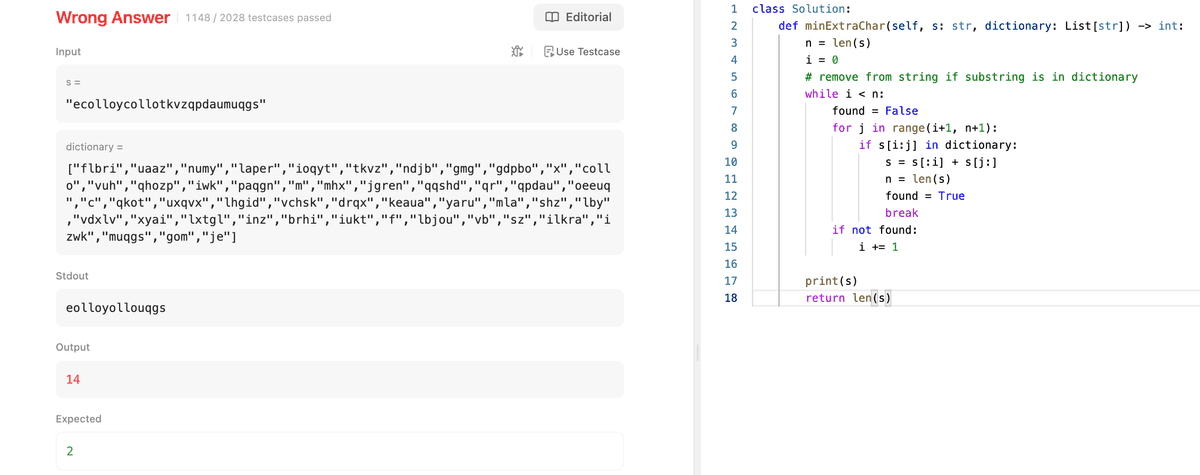 Wrong Answer 1148 / 2028 testcases passed
Editorial
Input
Use Testcase
s =
"ecolloycollotkvzqpdaumuqgs"
dictionary =
["flbri","uaaz","numy","laper","ioqyt","tkvz","ndjb","gmg","gdpbo","x","coll
o","vuh","qhozp","iwk","paqgn","m","mhx","jgren","qqshd","qr","qpdau","oeeuq
","c","qkot","uxqvx","lhgid","vchsk","drqx","keaua","yaru","mla","shz","lby"
,"vdxlv","xyai","lxtgl","inz","brhi","iukt","f","lbjou","vb","sz","ilkra","i
zwk","muqgs","gom","je"]
Stdout
eolloyollouqgs
Output
14
Expected
2
1 class Solution:
2 def minExtraChar(self, s: str, dictionary: List[str]) -> int:
3 n = len(s)
4 i = 0
5 # remove from string if substring is in dictionary
6 while i < n:
7 found = False
8 for j in range(i+1, n+1):
9 if s[i:j] in dictionary:
10 s = s[:i] + s[j:]
11 n = len(s)
12 found = True
13 break
14 if not found:
15 i += 1
16
17 print(s)
18 return len(s)